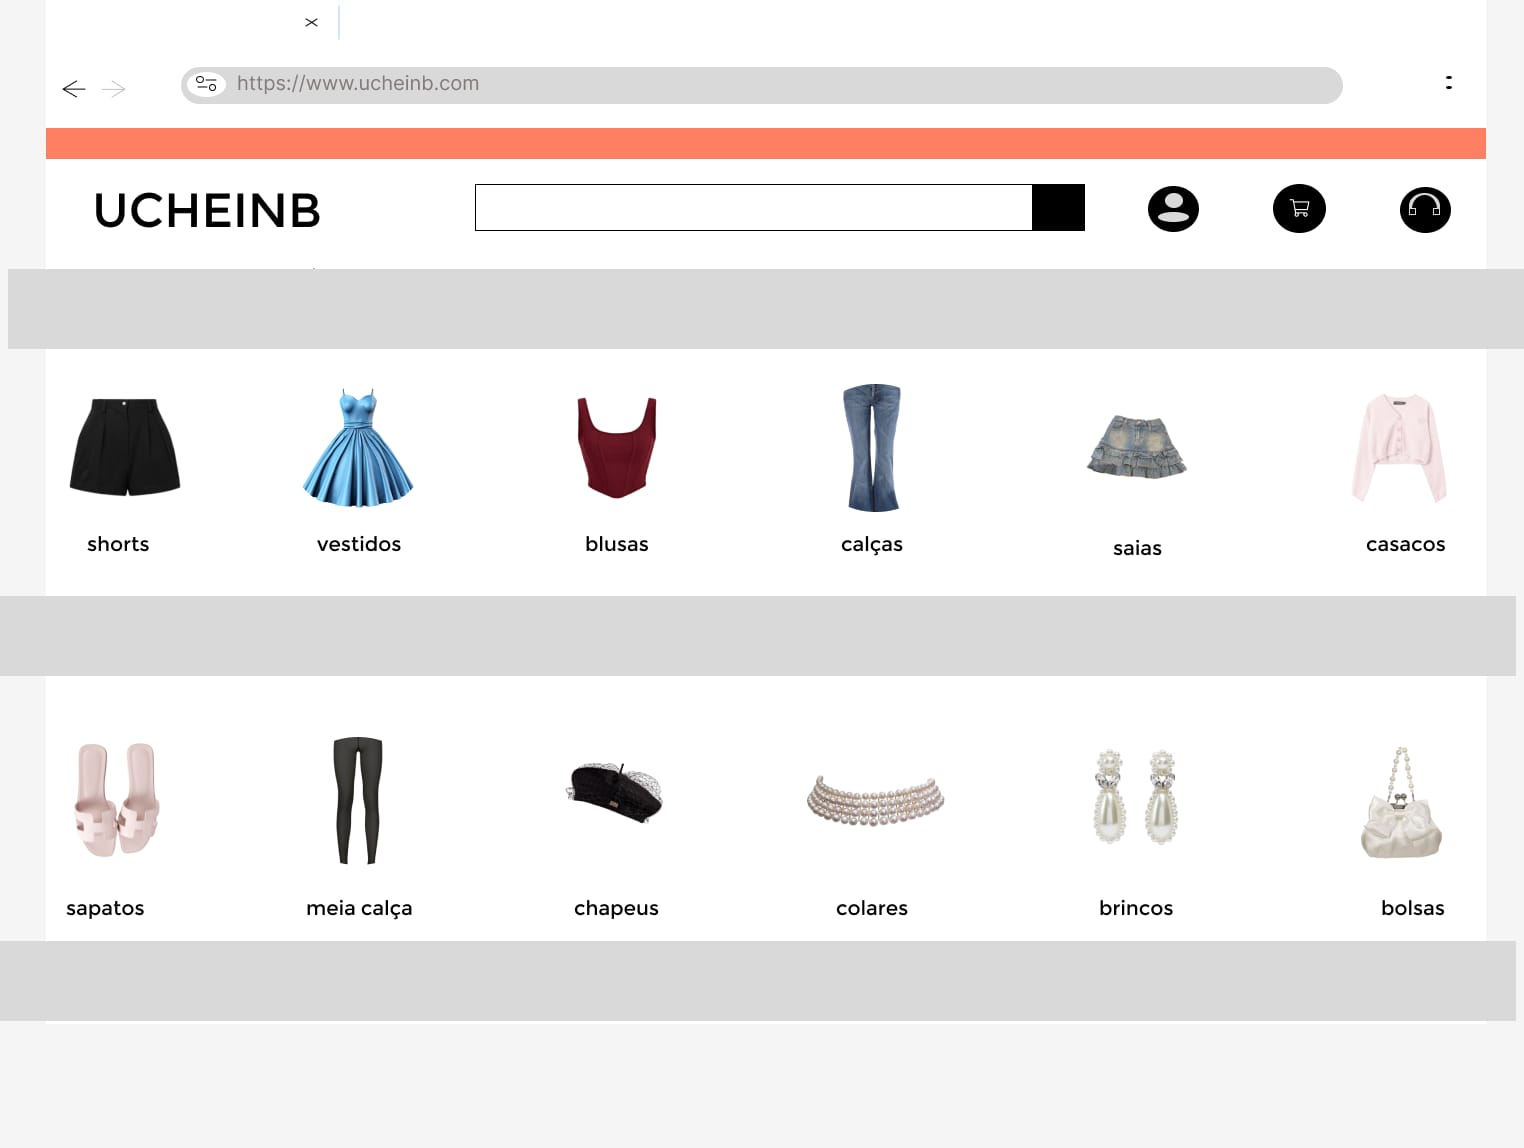 https://www.ucheinb.com
UCHEINB
shorts
vestidos
blusas
calças
saias
casacos
sapatos
meia calça
chapeus
colares
brincos
bolsas